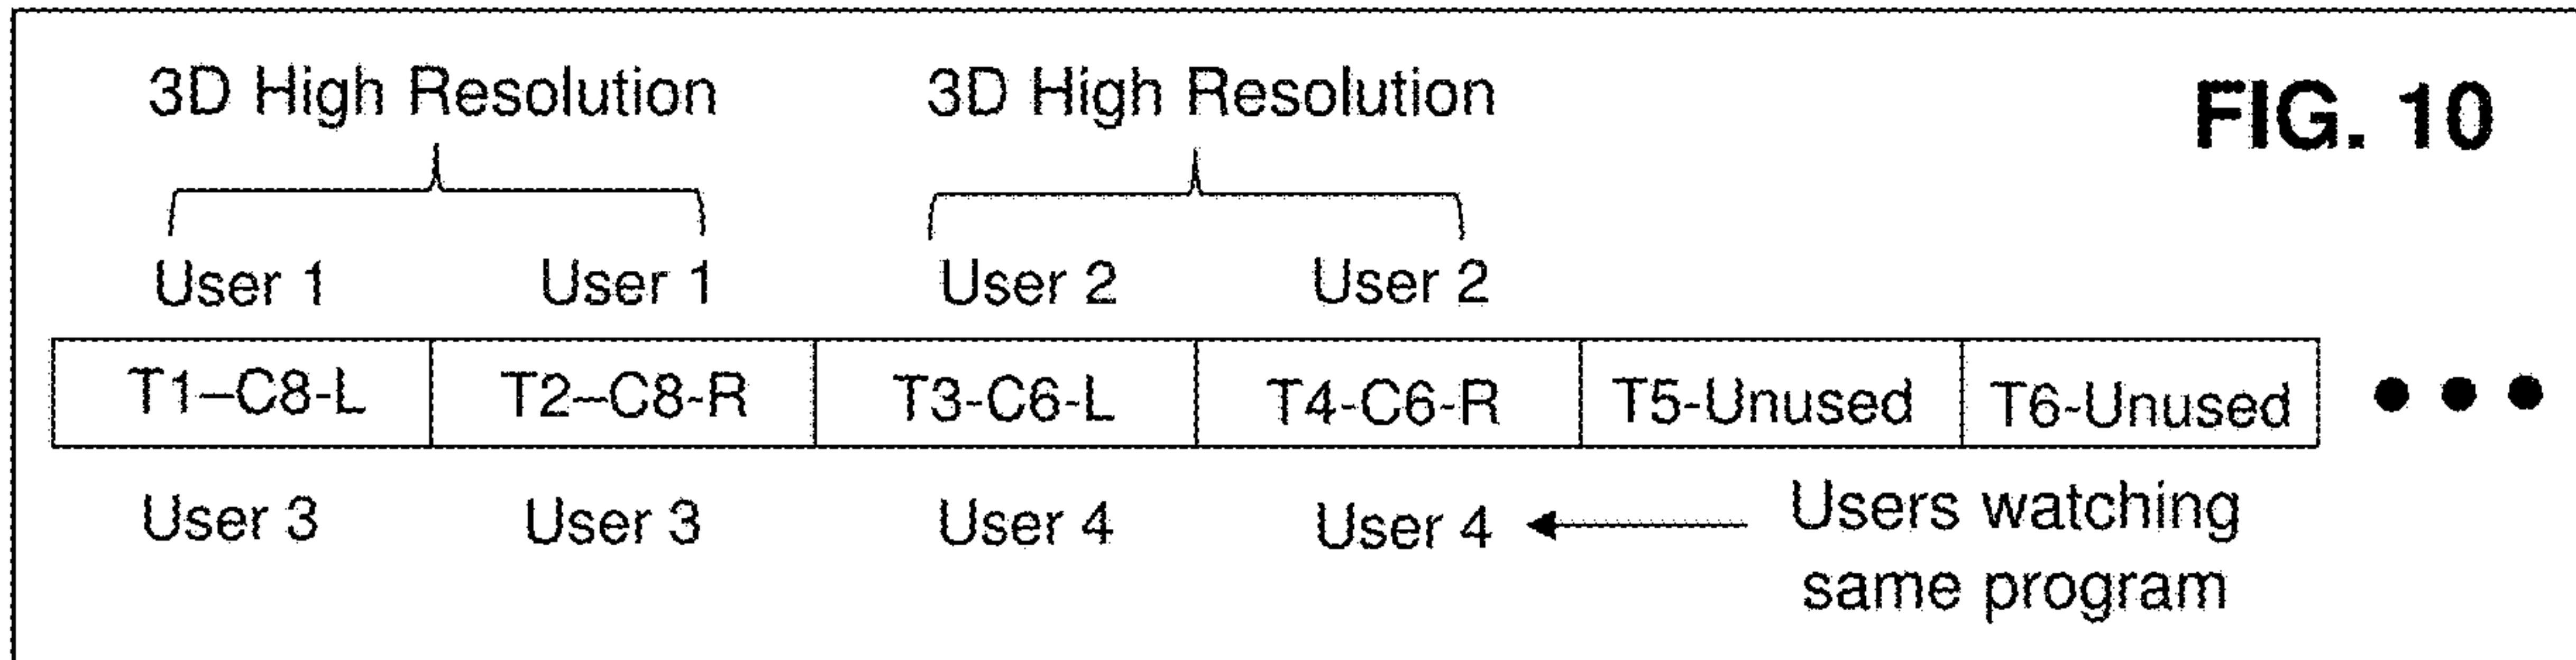 3D High Resolution 3D High Resolution FIG. 10
User 1 User 1 User 2 User 2
T1–C8-L T2–C8-R T3-C6-L T4-C6-R T5-Unused T6-Unused
User 3 User 3 User 4 User 4 Users watching
same program